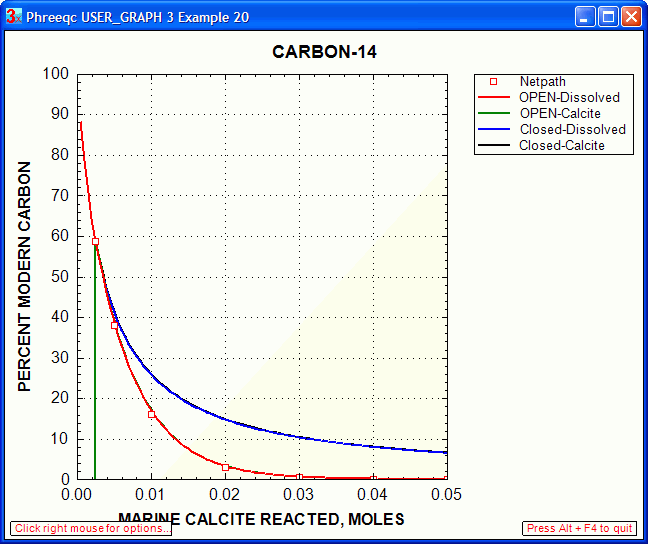 Phreeqc USER_GRAPH 3 Example 20
CARBON-14
100
90
80
70
60
50
40
30
20
10
0
PERCENT MODERN CARBON
0.00 0.01 0.02 0.03 0.04 0.05
MARINE CALCITE REACTED, MOLES
Netpath
OPEN-Dissolved
OPEN-Calcite
Closed-Dissolved
Closed-Calcite
Click right mouse for options...
Press Alt + F4 to quit